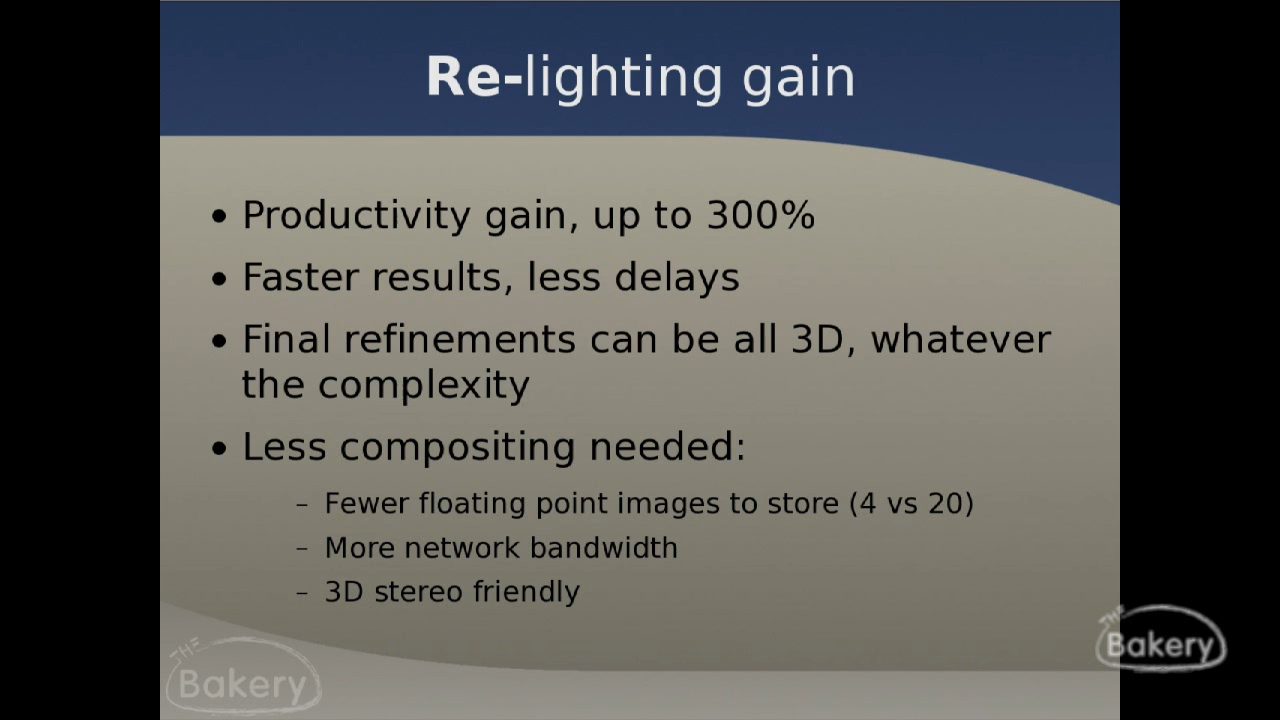 Re-lighting gain
• Productivity gain, up to 300%
• Faster results, less delays
• Final refinements can be all 3D, whatever
the complexity
• Less compositing needed:
– Fewer floating point images to store (4 vs 20)
– More network bandwidth
– 3D stereo friendly
THE
Bakery
THE
Bakery